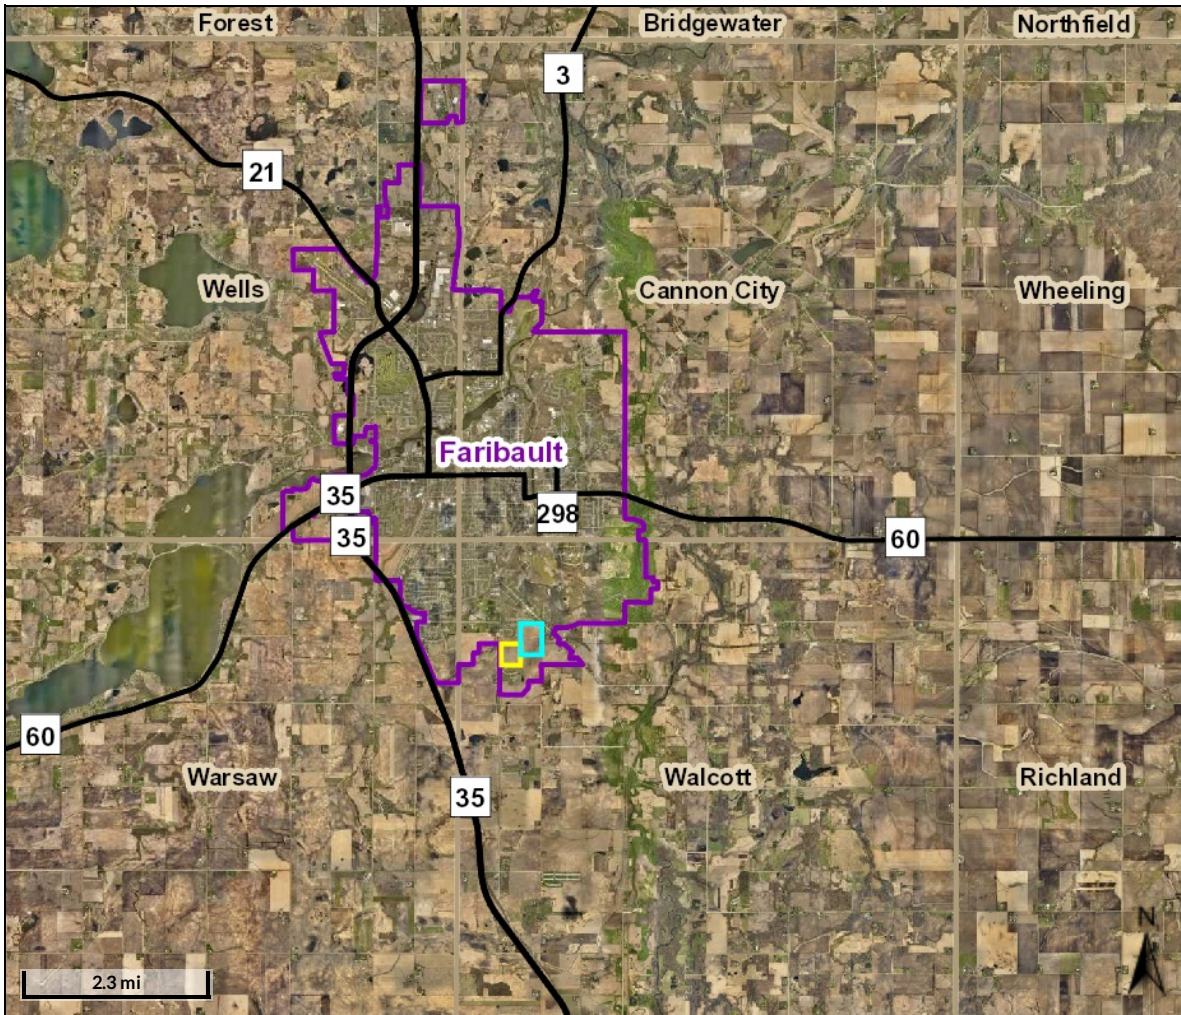 Forest
Bridgewater
Northfield
3
21
Wells
Cannon City
Wheeling
Faribault
35
298
35
60
60
Warsaw
Walcott
Richland
35
N
2.3 mi